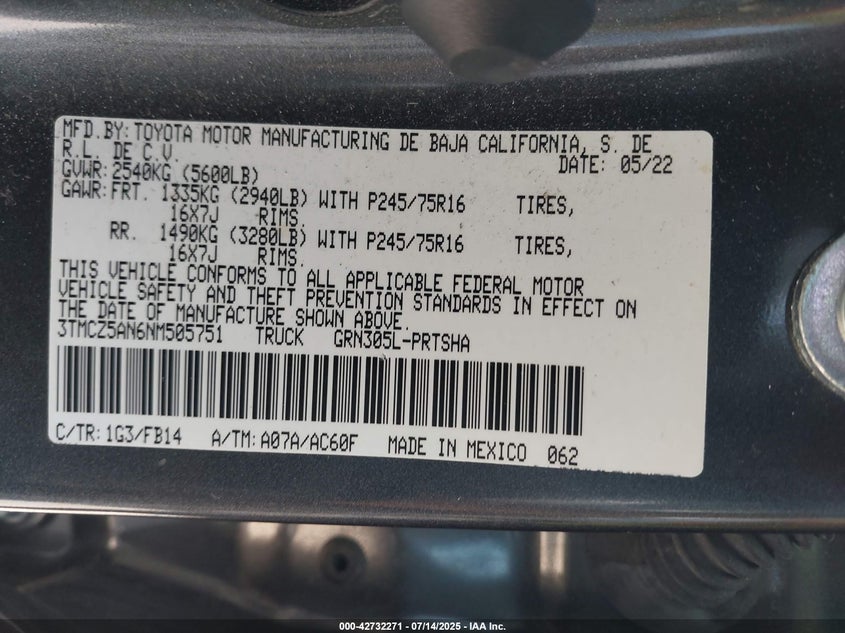 MFD.BY: TOYOTA MOTOR MANUFACTURING DE BAJA CALIFORNIA, S. DE
R.L. DE C.V. DATE: 05/22
GVWR: 2540KG (5600LB)
GAWR: FRT. 1335KG (2940LB) WITH P245/75R16 TIRES,
16X7J RIMS.
RR. 1490KG (3280LB) WITH P245/75R16 TIRES,
16X7J RIMS.
THIS VEHICLE CONFORMS TO ALL APPLICABLE FEDERAL MOTOR
VEHICLE SAFETY AND THEFT PREVENTION STANDARDS IN EFFECT ON
THE DATE OF MANUFACTURE SHOWN ABOVE.
3TMCZ5AN6NM505751 TRUCK GRN305L-PRTSHA
C/TR: 1G3/FB14 A/TM: A07A/AC60F MADE IN MEXICO 062
000-42732271 - 07/14/2025 - IAA Inc.